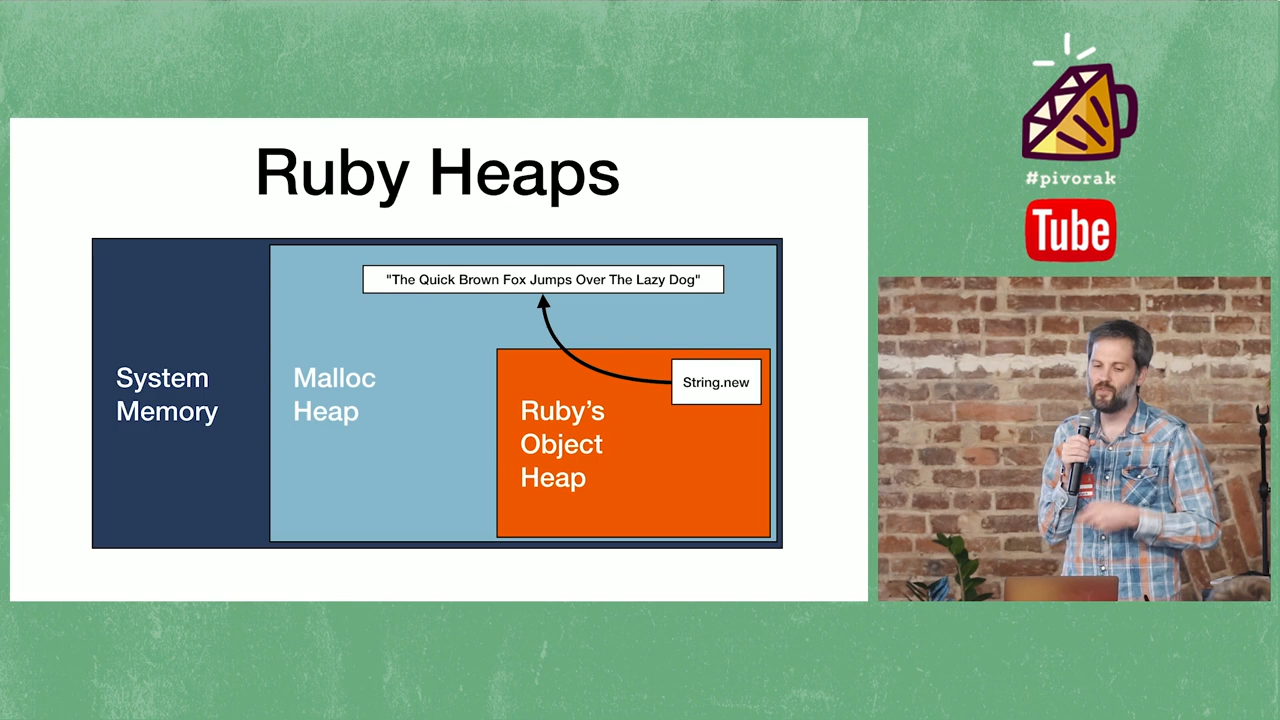 Ruby Heaps
"The Quick Brown Fox Jumps Over The Lazy Dog"
String.new
System
Memory
Malloc
Heap
Ruby’s
Object
Heap
#pivorak
Tube